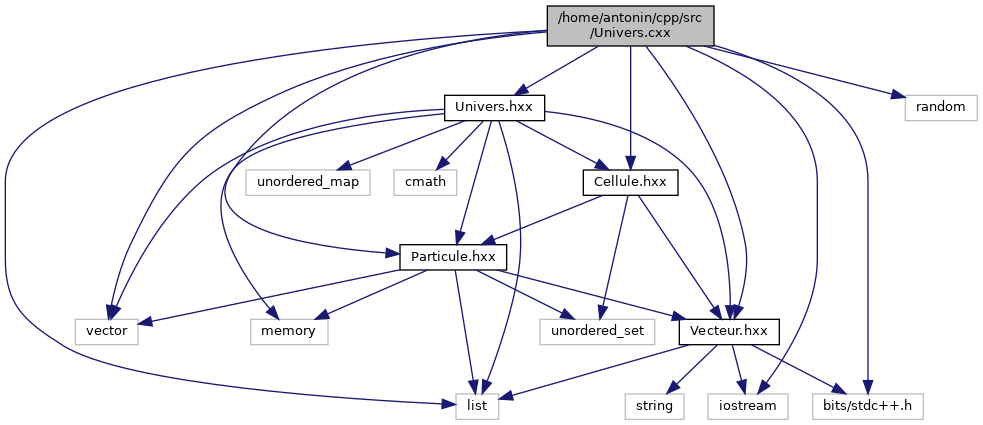 /home/antonin/cpp/src
/Univers.cxx
Univers.hxx
random
unordered_map
cmath
Cellule.hxx
Particule.hxx
vector
memory
unordered_set
Vecteur.hxx
list
string
iostream
bits/stdc++.h